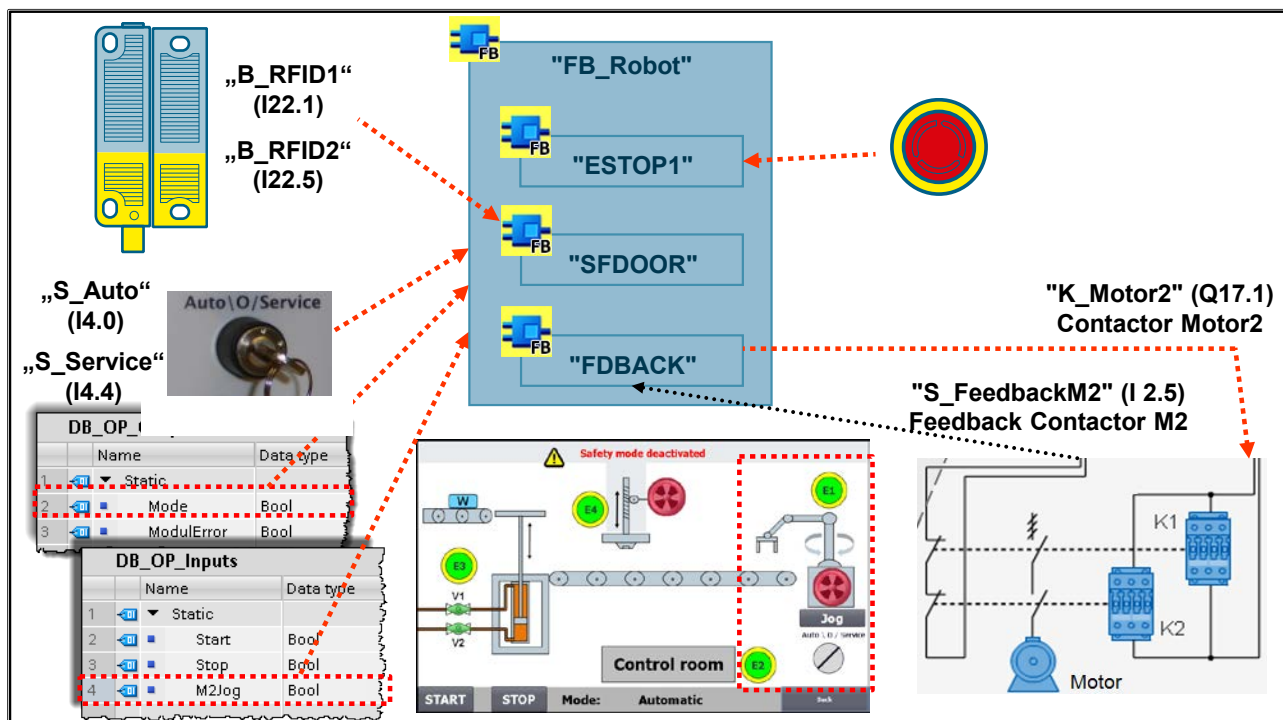 „B_RFID1“
(I22.1)
„B_RFID2“
(I22.5)
FB
"FB_Robot"
FB
"ESTOP1"
FB
"SFDOOR"
FB
"FDBACK"
„S_Auto“
(I4.0)
„S_Service“
(I4.4)
Auto\O/Service
"K_Motor2" (Q17.1)
Contactor Motor2
"S_FeedbackM2" (I 2.5)
Feedback Contactor M2
Name Data type
1 Static
2 Mode Bool
3 ModulError Bool
DB_OP_Inputs
Name Data type
1 Static
2 Start Bool
3 Stop Bool
4 M2Jog Bool
Safety mode deactivated
W
E4
E1
E3
V1
V2
Jog
Auto \ O / Service
Control room
E2
START STOP Mode: Automatic Back
K1
K2
Motor